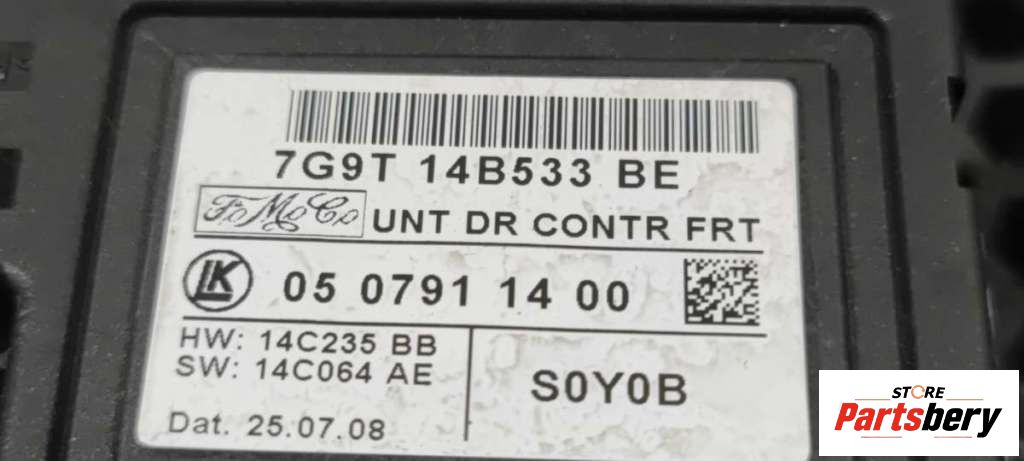 7G9T 14B533 BE
FoMoCo UNT DR CONTR FRT
LK 05 0791 14 00
HW: 14C235 BB
SW: 14C064 AE
S0Y0B
Dat. 25.07.08
STORE
Partsbery